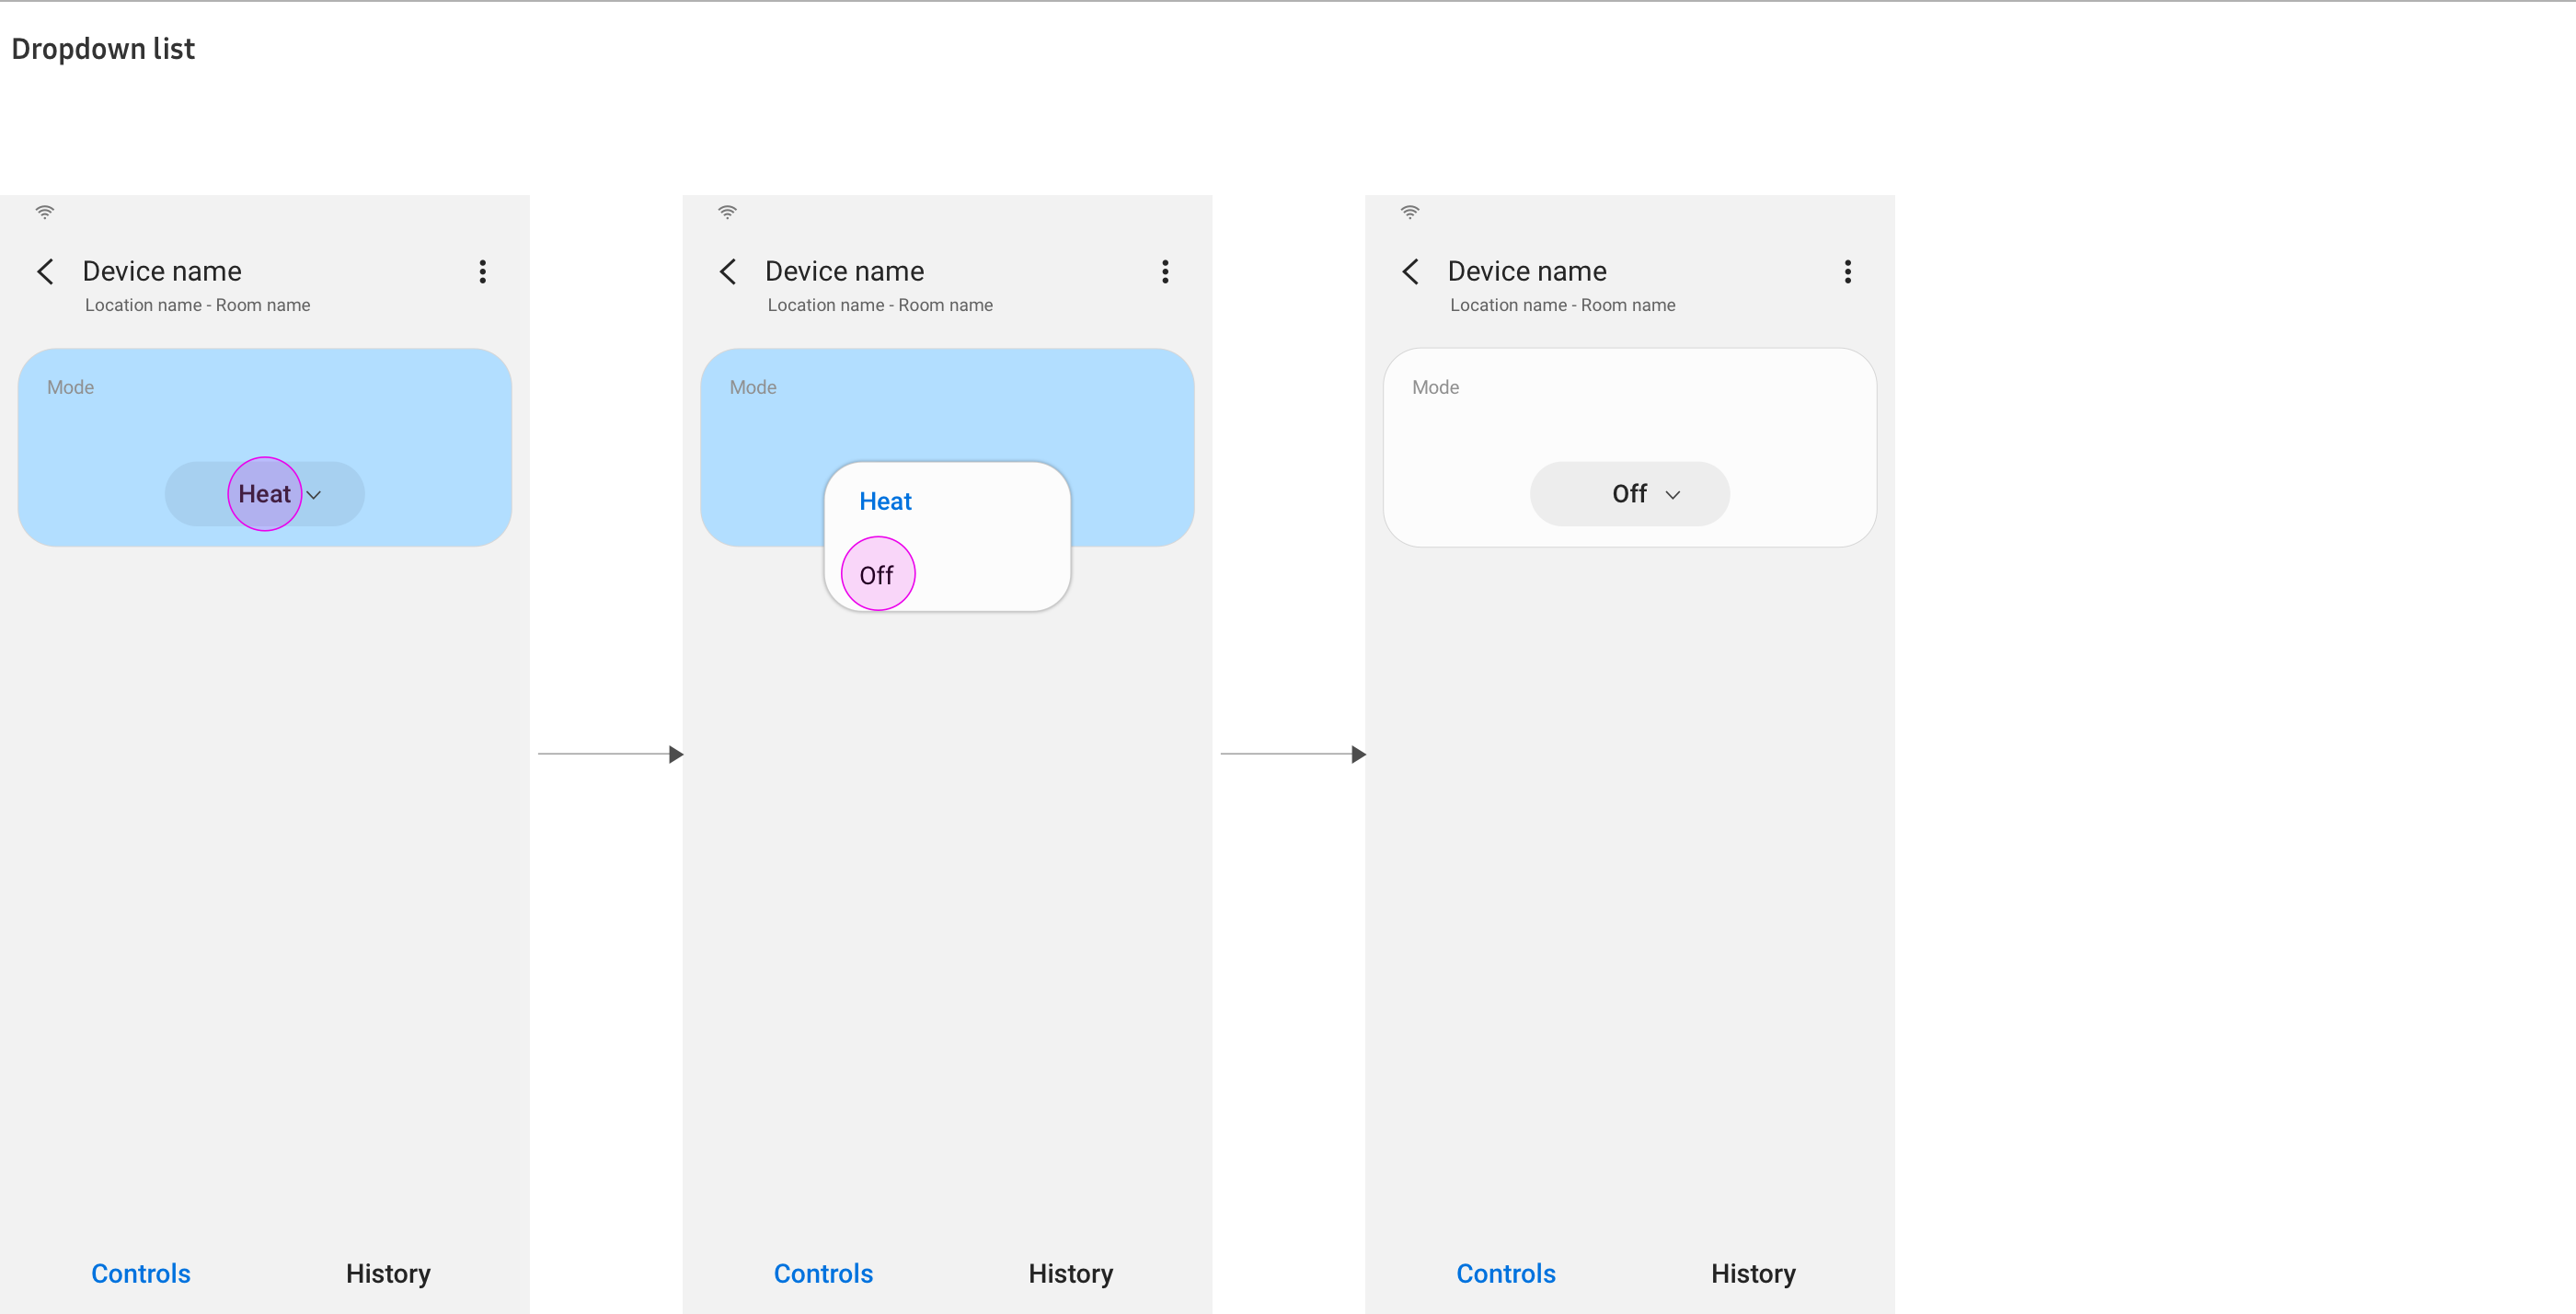 Dropdown list
Device name
Location name - Room name
Mode
Heat
Controls
History
Device name
Location name - Room name
Mode
Heat
Off
Controls
History
Device name
Location name - Room name
Mode
Off
Controls
History